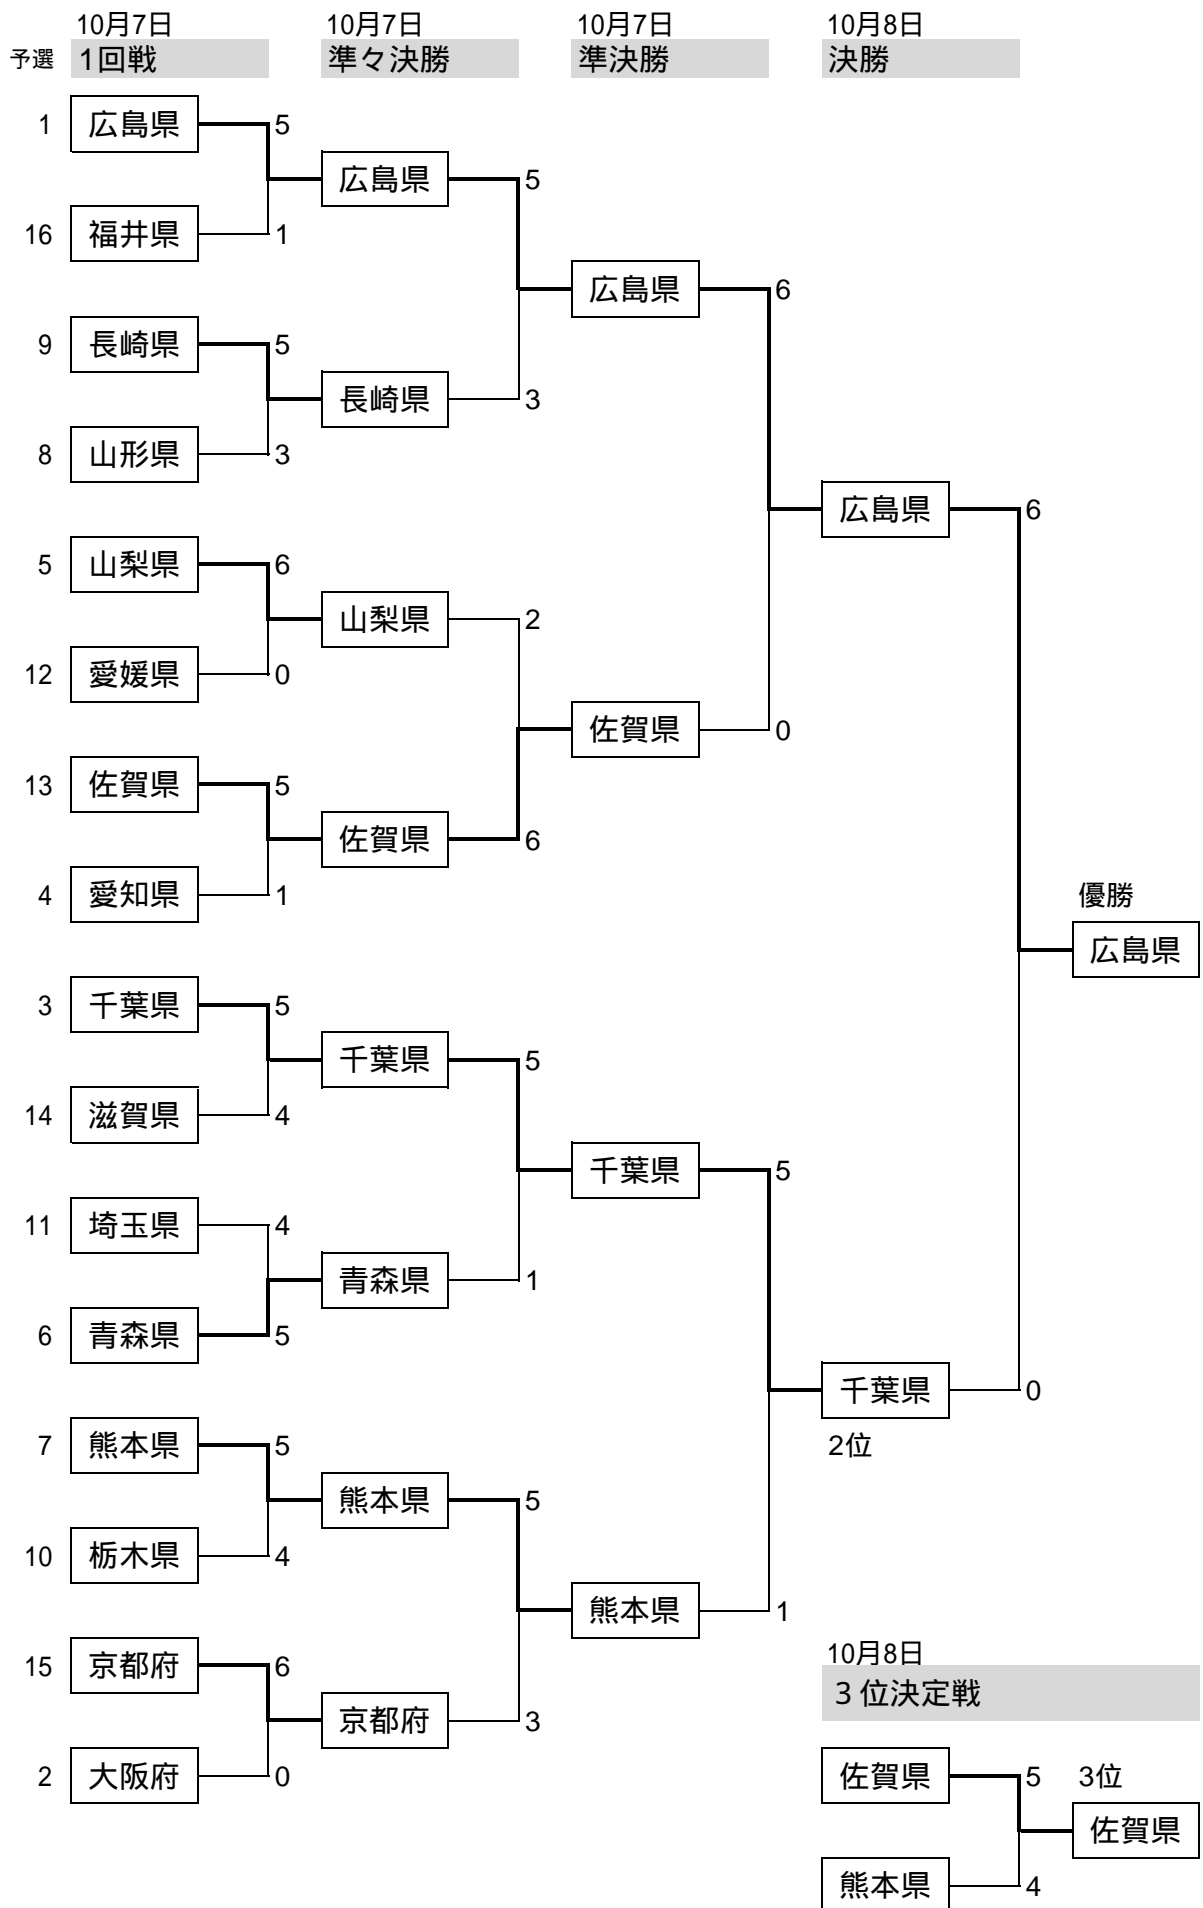 10月7日 10月7日 10月7日 10月8日
予選 1回戦 準々決勝 準決勝 決勝
1 広島県 5
広島県 5
16 福井県 1
広島県 6
9 長崎県 5
長崎県 3
8 山形県 3
広島県 6
5 山梨県 6
山梨県 2
12 愛媛県 0
佐賀県 0
13 佐賀県 5
佐賀県 6
4 愛知県 1
優勝
広島県
3 千葉県 5
千葉県 5
14 滋賀県 4
千葉県 5
11 埼玉県 4
青森県 1
6 青森県 5
千葉県 0
7 熊本県 5
2位
熊本県 5
10 栃木県 4
熊本県 1
15 京都府 6
京都府 3
2 大阪府 0
10月8日
3位決定戦
佐賀県 5 3位
佐賀県
熊本県 4